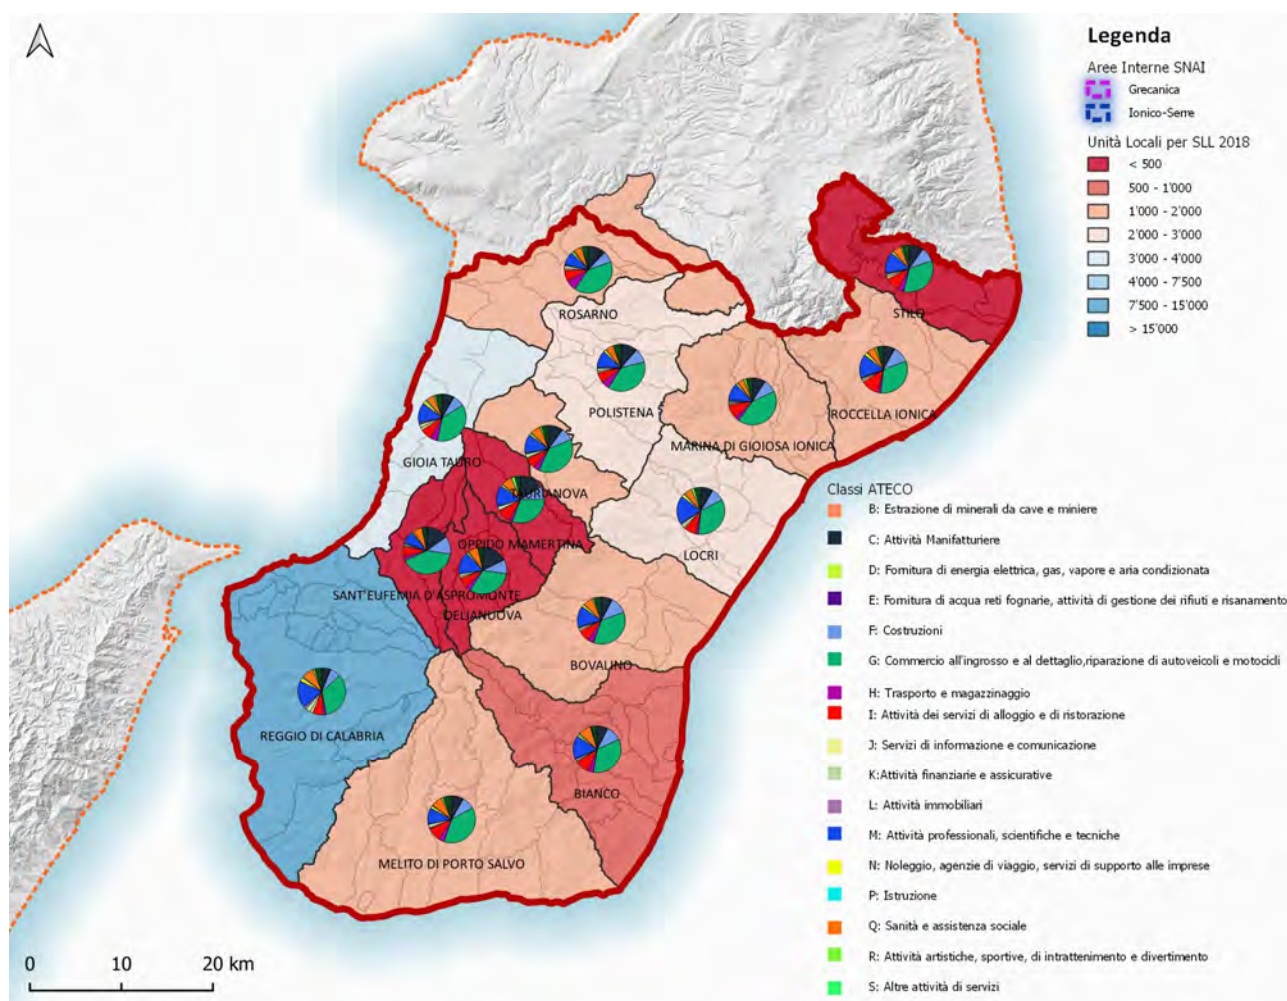 Legenda
Aree Interne SNAI
Grecanica
Ionico-Serre
Unità Locali per SLL 2018
< 500
500 - 1'000
1'000 - 2'000
2'000 - 3'000
3'000 - 4'000
4'000 - 7'500
7'500 - 15'000
> 15'000
ROSARNO
STILO
POLISTENA
ROCCELLA IONICA
MARINA DI GIOIOSA IONICA
GIOIA TAURO
TAURIANOVA
OPPIDO MAMERTINA
LOCRI
SANT'EUFEMIA D'ASPROMONTE
DELIANUOVA
BOVALINO
REGGIO DI CALABRIA
BIANCO
MELITO DI PORTO SALVO
Classi ATECO
B: Estrazione di minerali da cave e miniere
C: Attività Manifatturiere
D: Fornitura di energia elettrica, gas, vapore e aria condizionata
E: Fornitura di acqua reti fognarie, attività di gestione dei rifiuti e risanamento
F: Costruzioni
G: Commercio all'ingrosso e al dettaglio,riparazione di autoveicoli e motocicli
H: Trasporto e magazzinaggio
I: Attività dei servizi di alloggio e di ristorazione
J: Servizi di informazione e comunicazione
K:Attività finanziarie e assicurative
L: Attività immobiliari
M: Attività professionali, scientifiche e tecniche
N: Noleggio, agenzie di viaggio, servizi di supporto alle imprese
P: Istruzione
Q: Sanità e assistenza sociale
R: Attività artistiche, sportive, di intrattenimento e divertimento
S: Altre attività di servizi
0 10 20 km